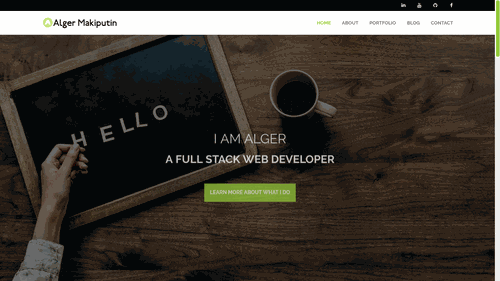 Alger Makiputin
HOME ABOUT PORTFOLIO BLOG CONTACT
HELLO
I AM ALGER
A FULL STACK WEB DEVELOPER
LEARN MORE ABOUT WHAT I DO